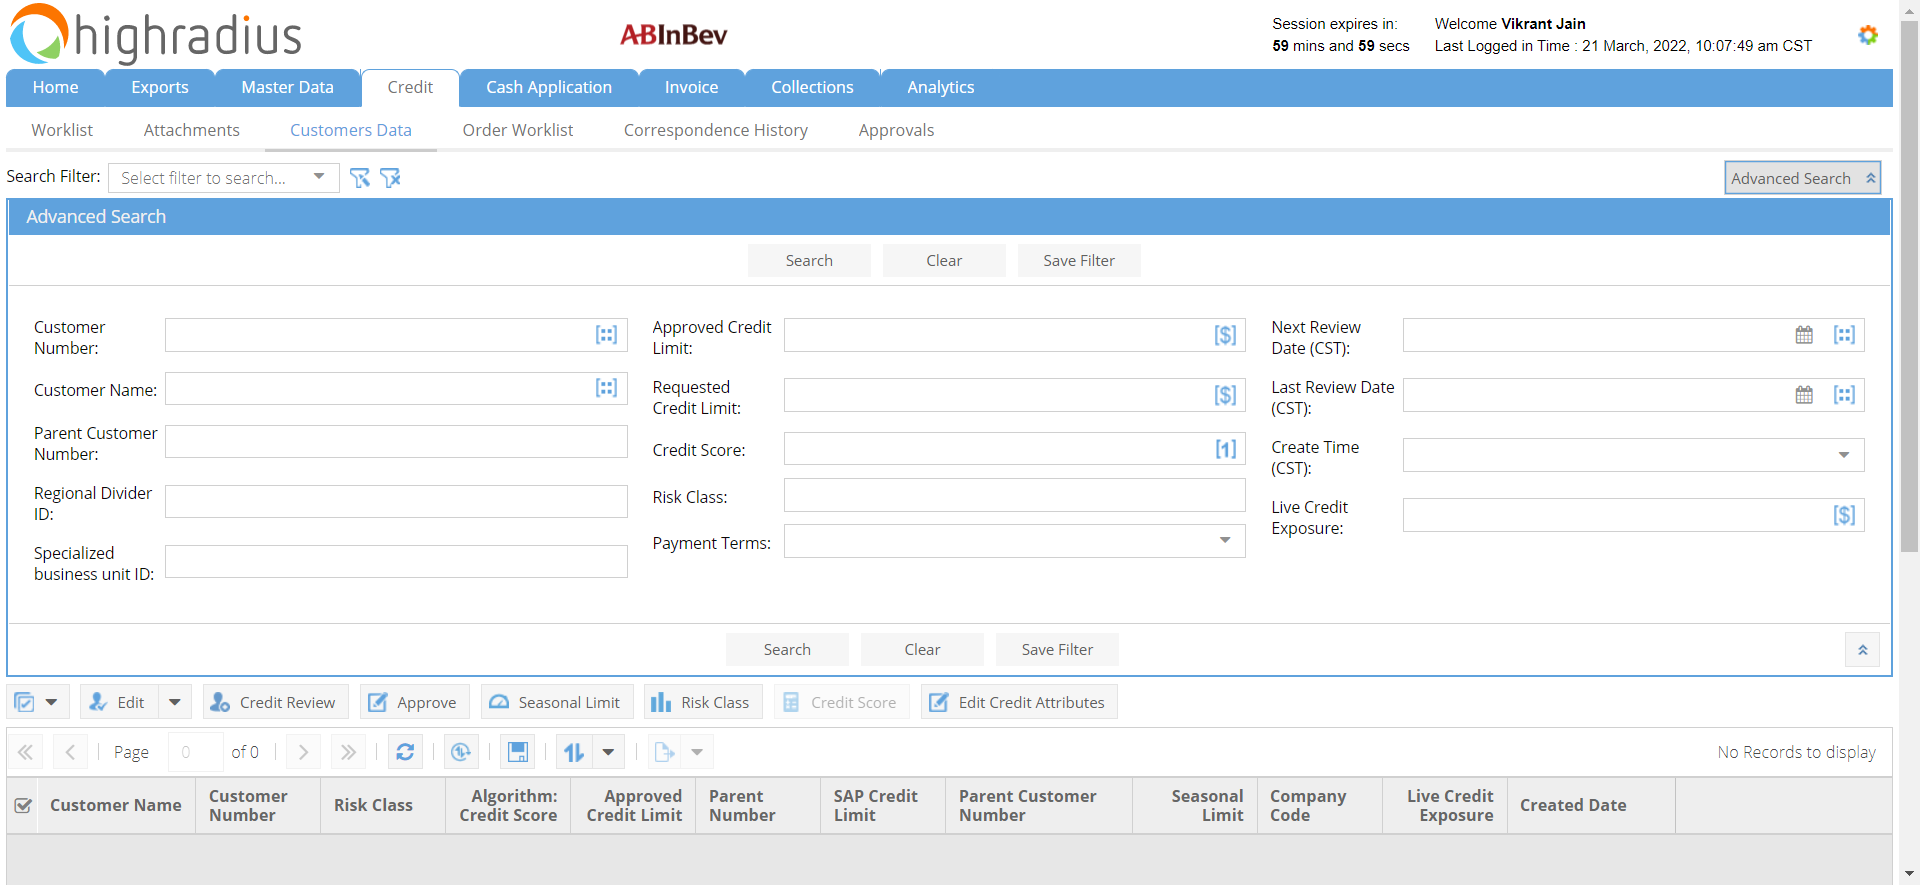 highradius
ABInBev
Session expires in:
59 mins and 59 secs
Welcome Vikrant Jain
Last Logged in Time : 21 March, 2022, 10:07:49 am CST
Home Exports Master Data Credit Cash Application Invoice Collections Analytics
Worklist Attachments Customers Data Order Worklist Correspondence History Approvals
Search Filter: Select filter to search... Advanced Search
Advanced Search
Search Clear Save Filter
Customer
Number:
Customer Name:
Parent Customer
Number:
Regional Divider
ID:
Specialized
business unit ID:
Approved Credit
Limit:
[$]
Requested
Credit Limit:
[$]
Credit Score:
[1]
Risk Class:
Payment Terms:
Next Review
Date (CST):
Last Review Date
(CST):
Create Time
(CST):
Live Credit
Exposure:
[$]
Search Clear Save Filter
Edit Credit Review Approve Seasonal Limit Risk Class Credit Score Edit Credit Attributes
Page 0 of 0 No Records to display
Customer Name
Customer
Number
Risk Class
Algorithm:
Credit Score
Approved
Credit Limit
Parent
Number
SAP Credit
Limit
Parent Customer
Number
Seasonal
Limit
Company
Code
Live Credit
Exposure
Created Date